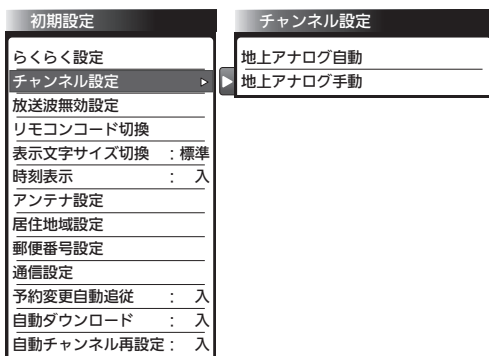 初期設定
らくらく設定
チャンネル設定
放送波無効設定
リモコンコード切換
表示文字サイズ切換 : 標準
時刻表示 : 入
アンテナ設定
居住地域設定
郵便番号設定
通信設定
予約変更自動追従 : 入
自動ダウンロード : 入
自動チャンネル再設定 : 入
チャンネル設定
地上アナログ自動
地上アナログ手動